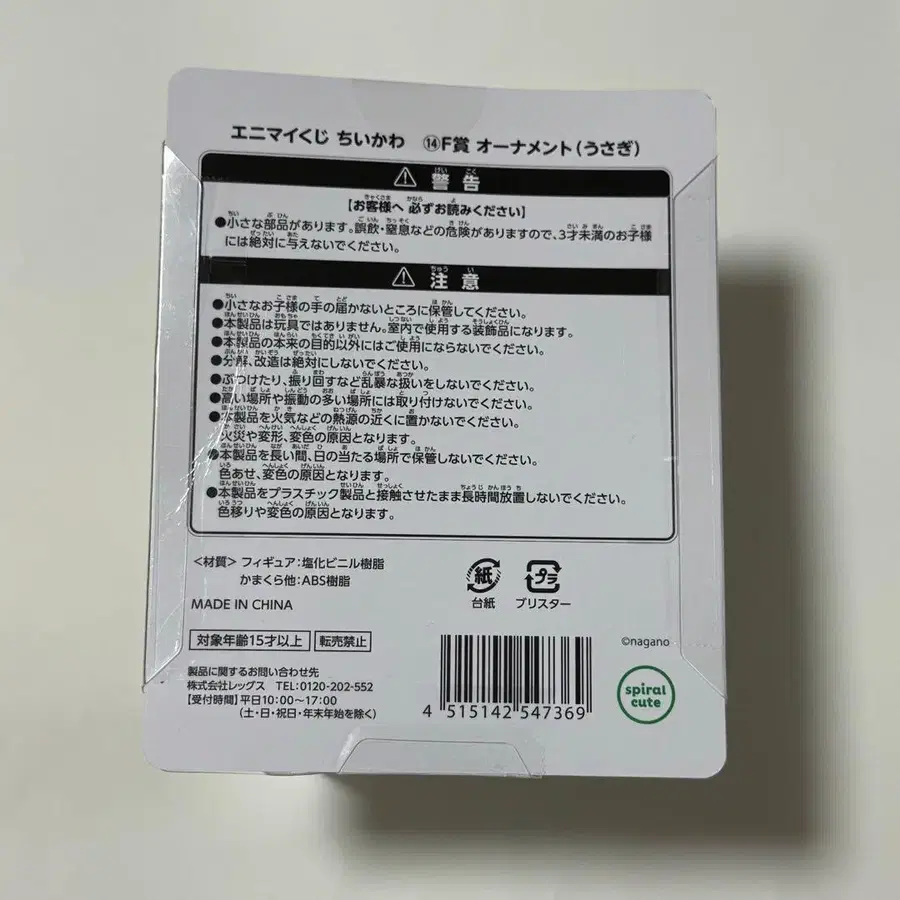 エニマイくじ ちいかわ ⑭F賞 オーナメント(うさぎ)
⚠ 警告
【お客様へ 必ずお読みください】
●小さな部品があります。誤飲・窒息などの危険がありますので、3才未満のお子様
には絶対に与えないでください。
⚠ 注意
●小さなお子様の手の届かないところに保管してください。
●本製品は玩具ではありません。室内で使用する装飾品になります。
●本製品の本来の目的以外にはご使用にならないでください。
●分解、改造は絶対にしないでください。
●ぶつけたり、振り回すなど乱暴な扱いをしないでください。
●高い場所や振動の多い場所には取り付けないでください。
●本製品を火気などの熱源の近くに置かないでください。
火災や変形、変色の原因となります。
●本製品を長い間、日の当たる場所で保管しないでください。
色あせ、変色の原因となります。
●本製品をプラスチック製品と接触させたまま長時間放置しないでください。
色移りや変色の原因となります。
<材質> フィギュア:塩化ビニル樹脂
かまくら他:ABS樹脂
MADE IN CHINA
紙
台紙
プラ
ブリスター
対象年齢15才以上 転売禁止
製品に関するお問い合わせ先
株式会社レッグス TEL:0120-202-552
【受付時間】平日10:00〜17:00
(土・日・祝日・年末年始を除く)
4 515142 547369
©nagano
spiral
cute